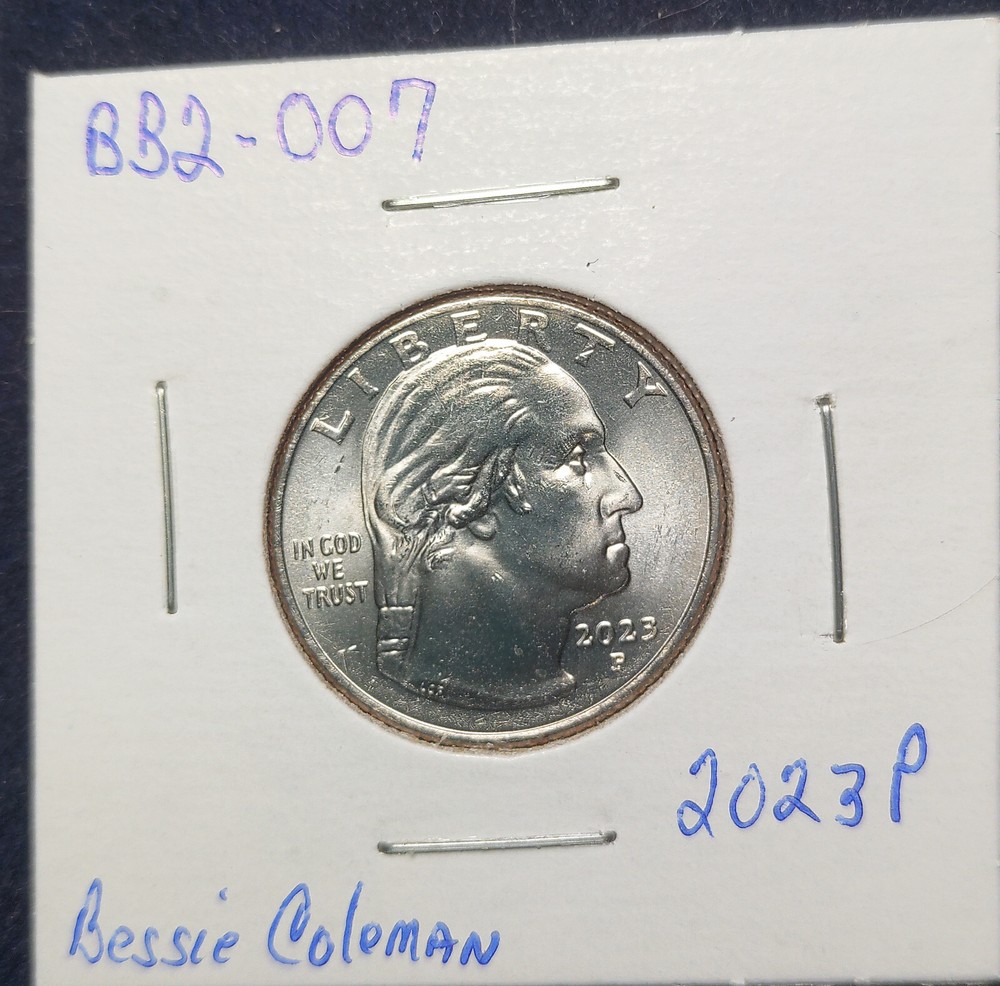 BB2-007
LIBERTY
IN GOD
WE
TRUST
2023
P
2023P
Bessie Coleman